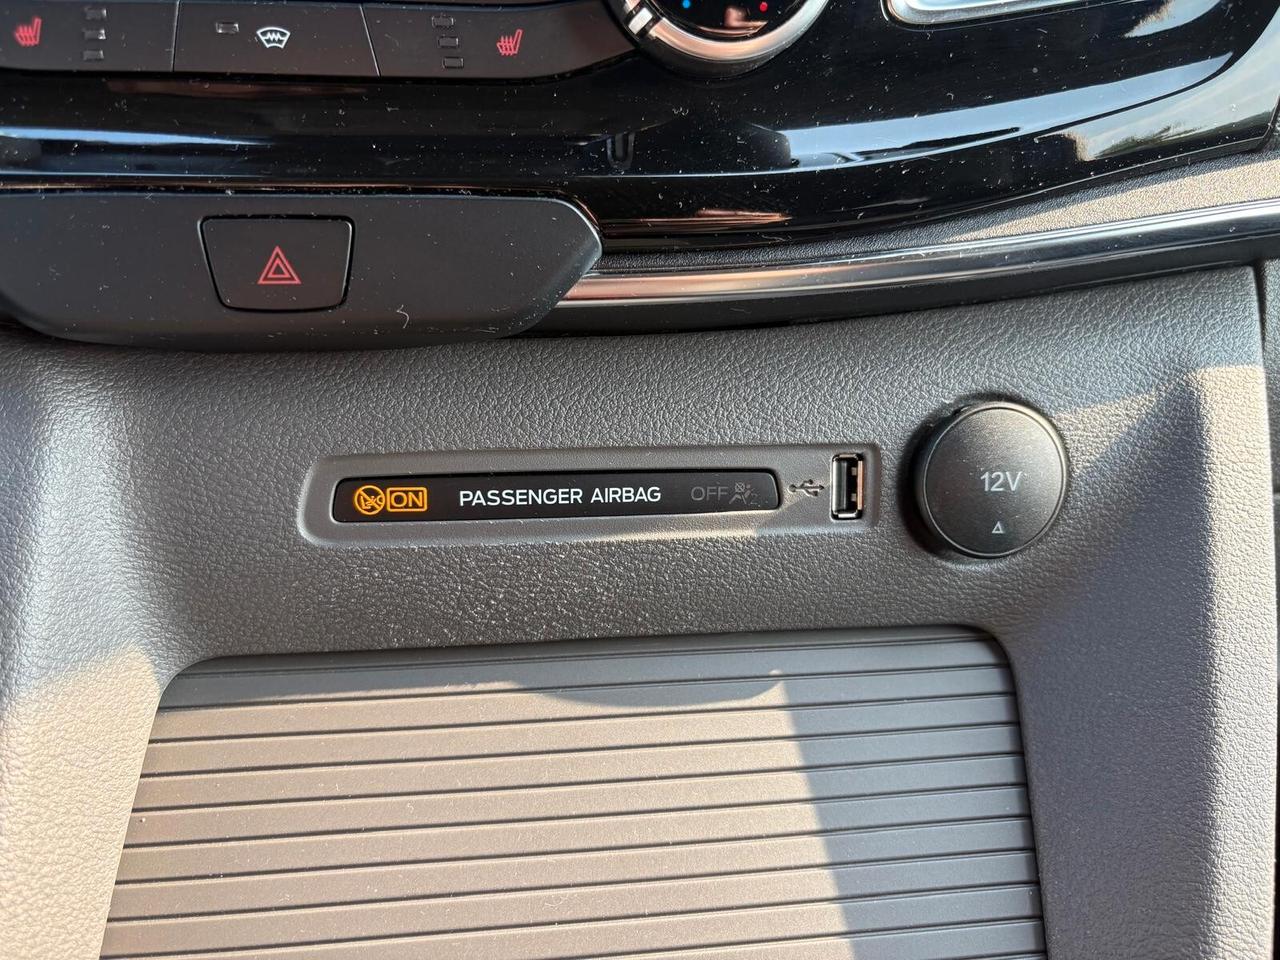 ON PASSENGER AIRBAG OFF
12V